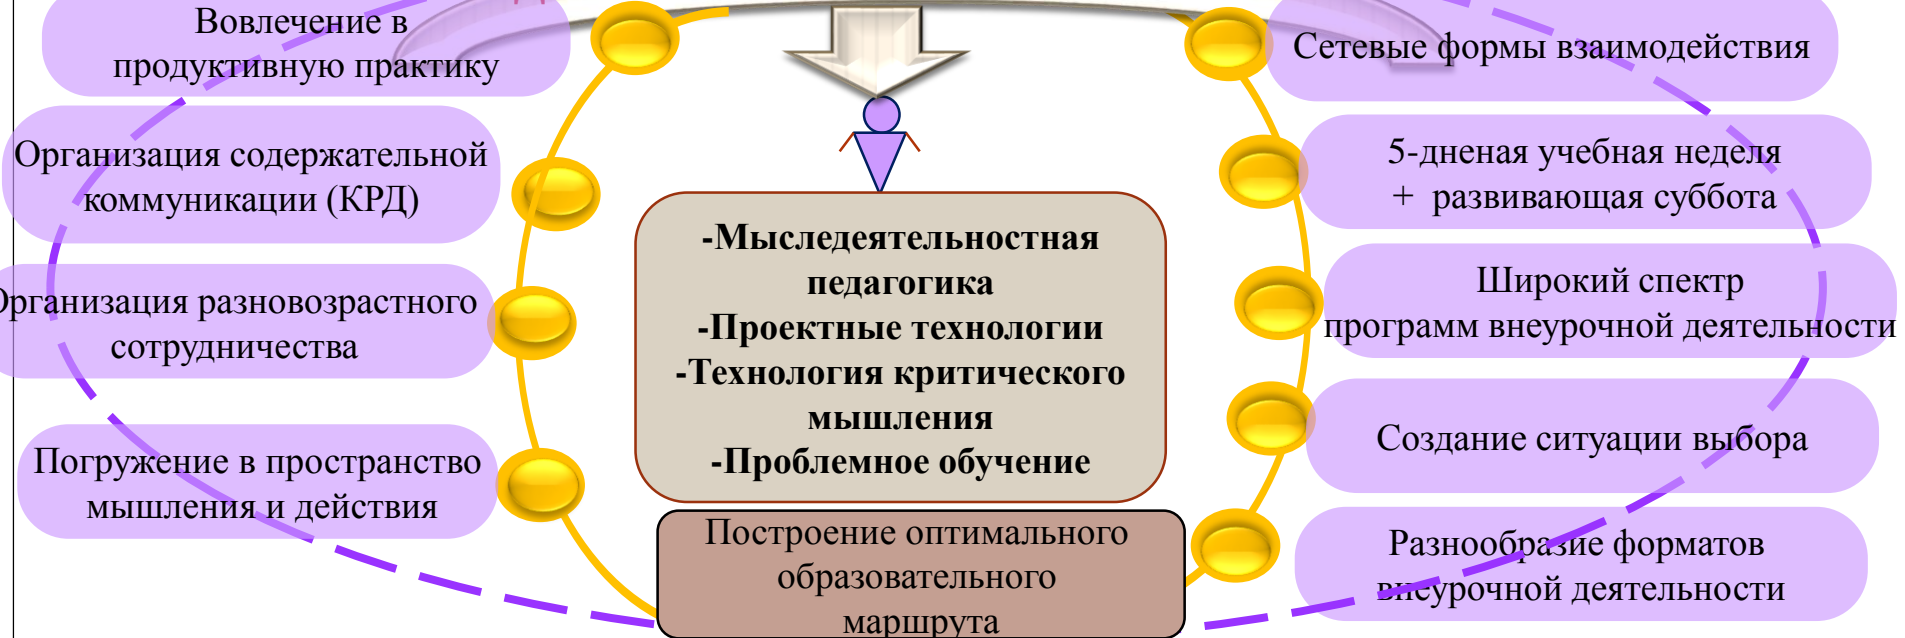 Вовлечение в
продуктивную практику
Организация содержательной
коммуникации (КРД)
Организация разновозрастного
сотрудничества
Погружение в пространство
мышления и действия
-Мыследеятельностная
педагогика
-Проектные технологии
-Технология критического
мышления
-Проблемное обучение
Построение оптимального
образовательного
маршрута
Сетевые формы взаимодействия
5-дненая учебная неделя
+ развивающая суббота
Широкий спектр
программ внеурочной деятельности
Создание ситуации выбора
Разнообразие форматов
внеурочной деятельности